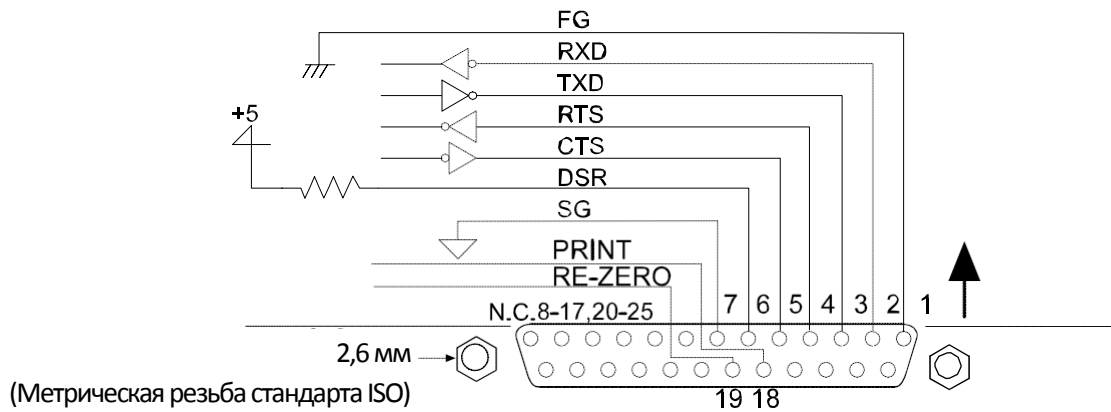 FG
RXD
TXD
RTS
CTS
DSR
SG
PRINT
RE-ZERO
+5
N.C.8-17,20-25
7 6 5 4 3 2 1
2,6 мм
(Метрическая резьба стандарта ISO)
19 18